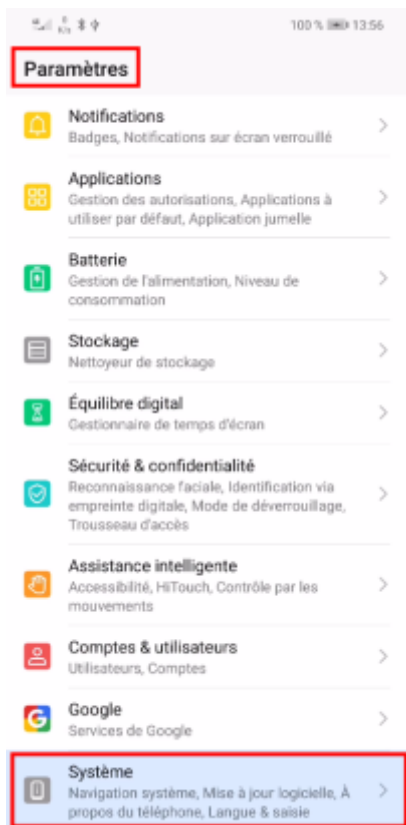 100 % 13:56
Paramètres
Notifications
Badges, Notifications sur écran verrouillé
Applications
Gestion des autorisations, Applications à
utiliser par défaut, Application jumelle
Batterie
Gestion de l'alimentation, Niveau de
consommation
Stockage
Nettoyeur de stockage
Équilibre digital
Gestionnaire de temps d'écran
Sécurité & confidentialité
Reconnaissance faciale, Identification via
empreinte digitale, Mode de déverrouillage,
Trousseau d'accès
Assistance intelligente
Accessibilité, HiTouch, Contrôle par les
mouvements
Comptes & utilisateurs
Utilisateurs, Comptes
Google
Services de Google
Système
Navigation système, Mise à jour logicielle, À
propos du téléphone, Langue & saisie